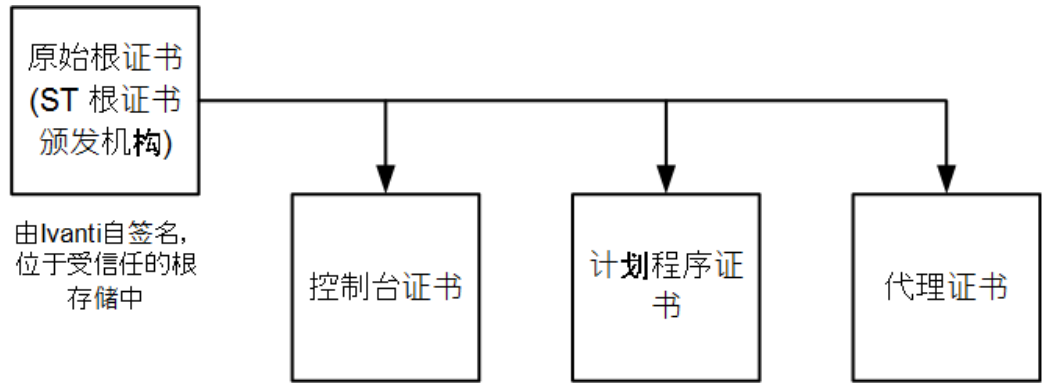 原始根证书
(ST 根证书
颁发机构)
由Ivanti自签名,
位于受信任的根
存储中
控制台证书
计划程序证
书
代理证书